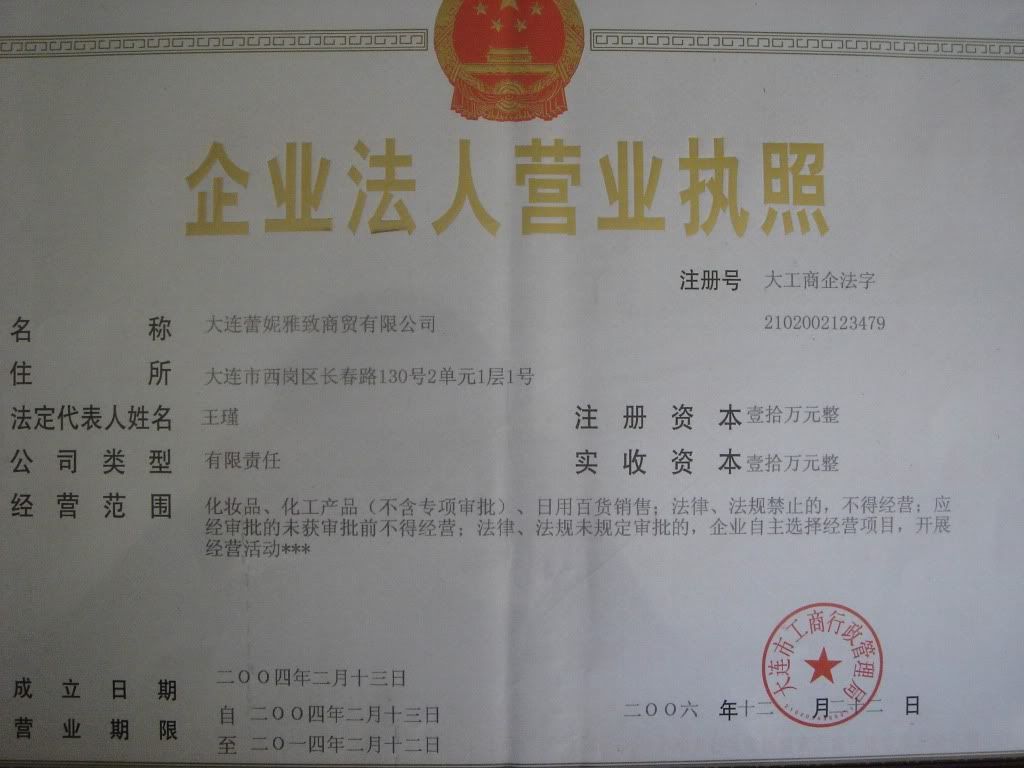 企业法人营业执照
注册号 大工商企法字
2102002123479
名称 大连蕾妮雅致商贸有限公司
住所 大连市西岗区长春路130号2单元1层1号
法定代表人姓名 王瑾
注册资本 壹拾万元整
公司类型 有限责任
实收资本 壹拾万元整
经营范围 化妆品、化工产品（不含专项审批）、日用百货销售；法律、法规禁止的，不得经营；应
经审批的未获审批前不得经营；法律、法规未规定审批的，企业自主选择经营项目，开展
经营活动***
大连市工商行政管理局
成立日期 二〇〇四年二月十三日
营业期限 自 二〇〇四年二月十三日
至 二〇一四年二月十二日
二〇〇六 年十二 月二十二 日